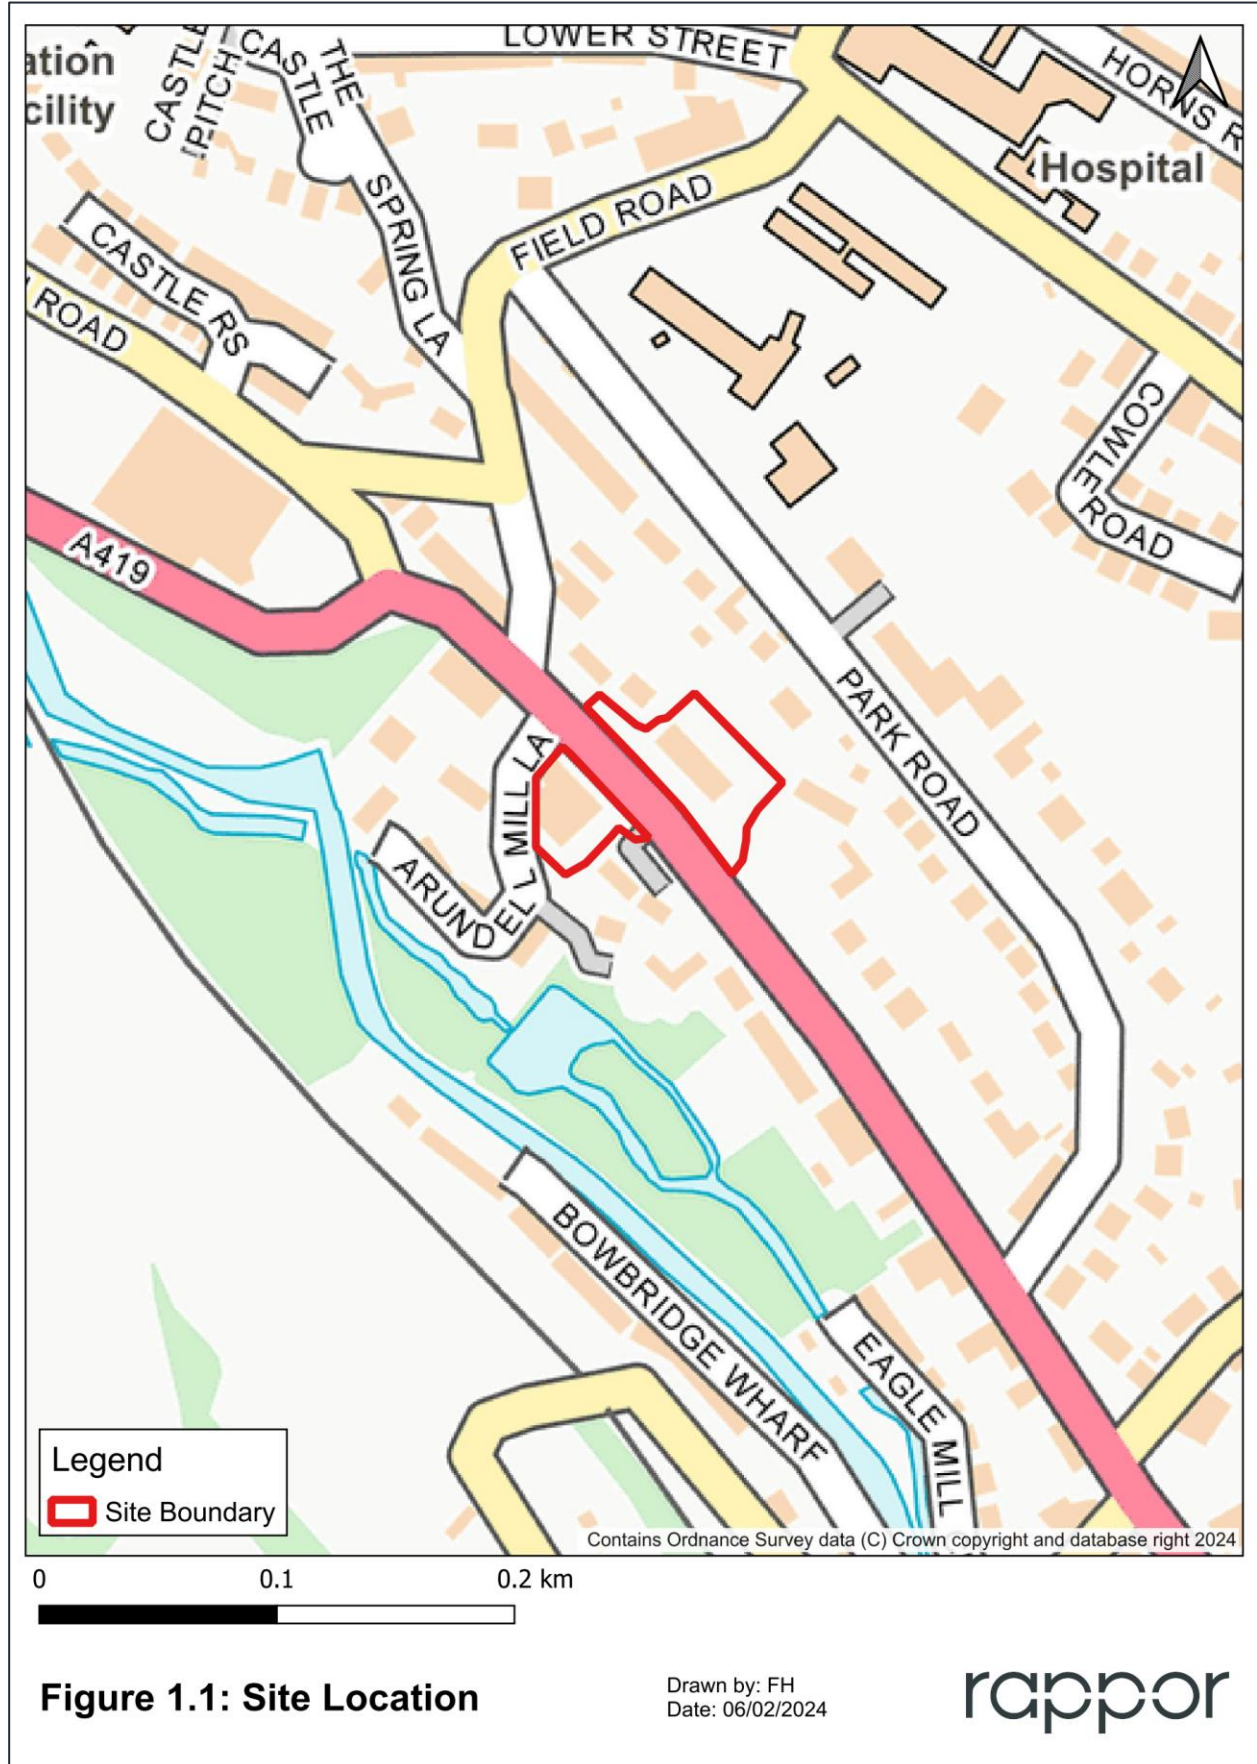 LOWER STREET
HORNS R
ation
cility
CASTLE
PITCH
CASTLE
THE
Hospital
SPRING LA
FIELD ROAD
CASTLE RS
ROAD
COWLE
ROAD
A419
PARK ROAD
ARUNDELL MILL LA
BOWBRIDGE WHARF
EAGLE MILL
Legend
Site Boundary
Contains Ordnance Survey data (C) Crown copyright and database right 2024
0 0.1 0.2 km
Figure 1.1: Site Location
Drawn by: FH
Date: 06/02/2024
rappor